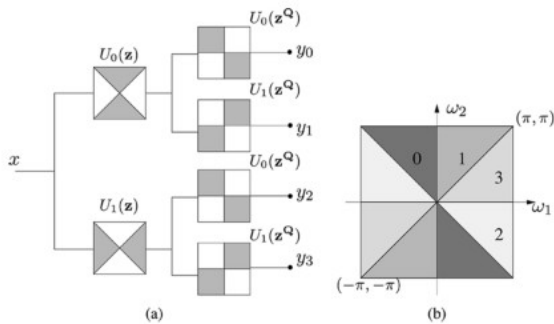 U₀(z^Q)
U₀(z)
y₀
U₁(z^Q)
y₁
x
U₀(z^Q)
U₁(z)
y₂
U₁(z^Q)
y₃
(a)
ω₂
(π, π)
0
1
3
ω₁
2
(−π, −π)
(b)